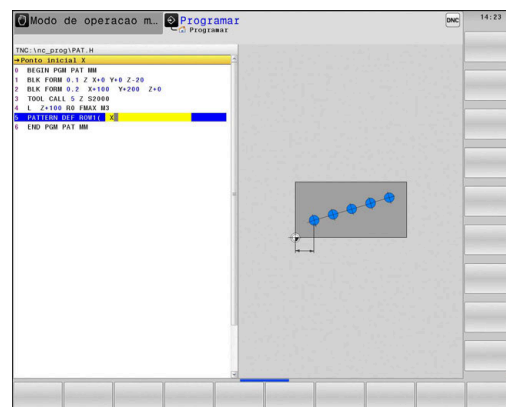 Modo de operacao m…
Programar
Programar
DNC
14:23
TNC:\nc_prog\PAT.H
→Ponto inicial X
0 BEGIN PGM PAT MM
1 BLK FORM 0.1 Z X+0 Y+0 Z-20
2 BLK FORM 0.2 X+100 Y+200 Z+0
3 TOOL CALL 5 Z S2000
4 L Z+100 R0 FMAX M3
5 PATTERN DEF ROW1( X
6 END PGM PAT MM